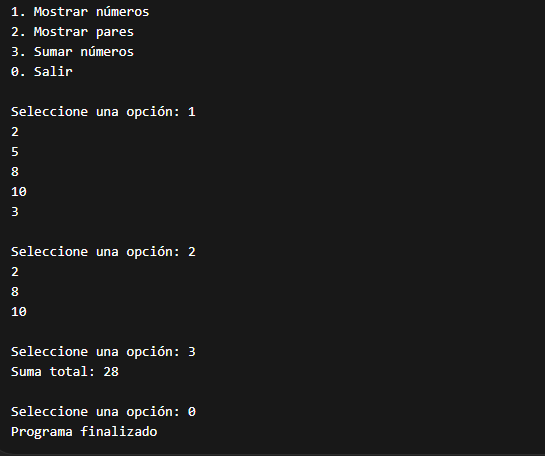 1. Mostrar números
2. Mostrar pares
3. Sumar números
0. Salir
Seleccione una opción: 1
2
5
8
10
3
Seleccione una opción: 2
2
8
10
Seleccione una opción: 3
Suma total: 28
Seleccione una opción: 0
Programa finalizado